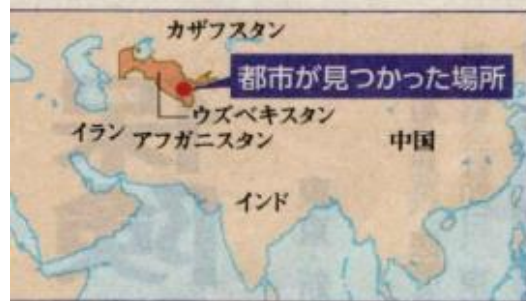 カザフスタン
都市が見つかった場所
ウズベキスタン
イラン
アフガニスタン
中国
インド